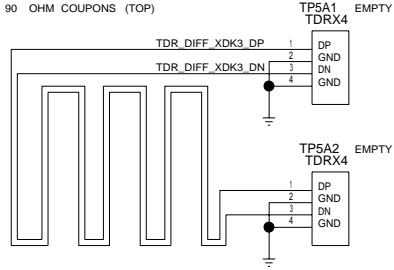 90 OHM COUPONS (TOP)
TP5A1 EMPTY
TDRX4
TDR_DIFF_XDK3_DP
1 DP
2 GND
TDR_DIFF_XDK3_DN
3 DN
4 GND
TP5A2 EMPTY
TDRX4
1 DP
2 GND
3 DN
4 GND